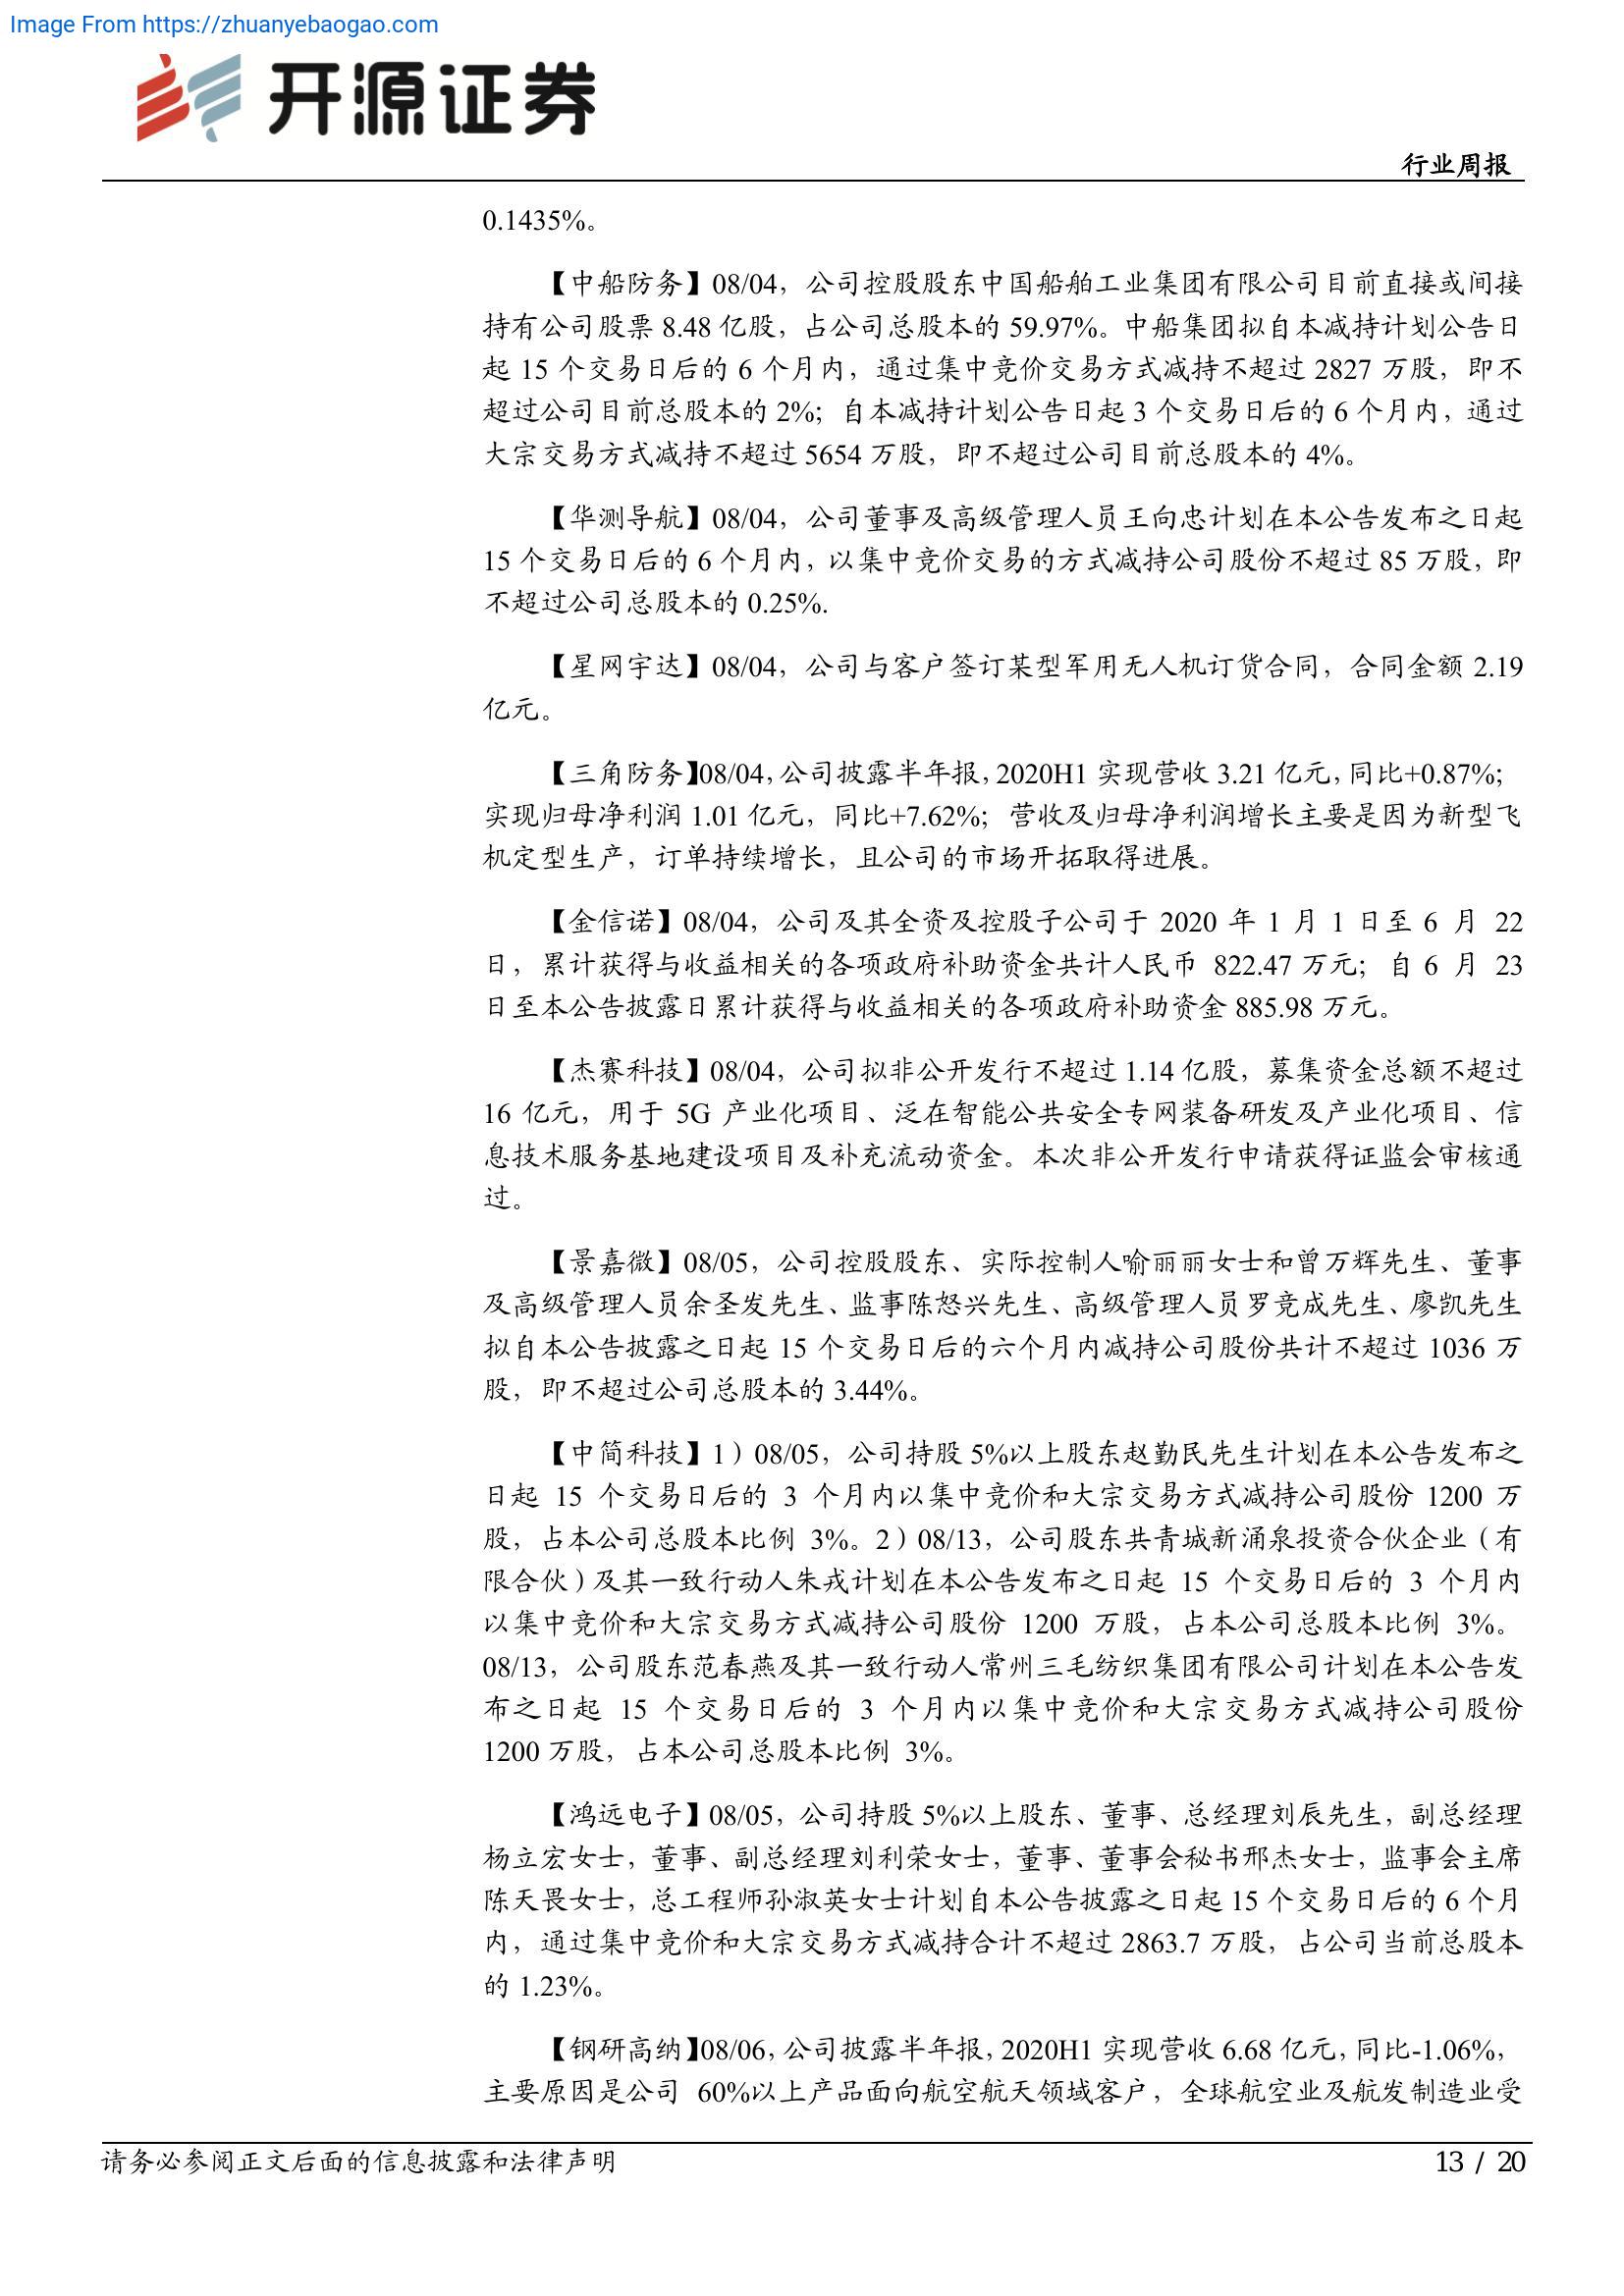 Image From https://zhuanyebaogao.com
开源证券
行业周报
0.1435%。
【中船防务】08/04，公司控股股东中国船舶工业集团有限公司目前直接或间接
持有公司股票 8.48 亿股，占公司总股本的 59.97%。中船集团拟自本减持计划公告日
起 15 个交易日后的 6 个月内，通过集中竞价交易方式减持不超过 2827 万股，即不
超过公司目前总股本的 2%；自本减持计划公告日起 3 个交易日后的 6 个月内，通过
大宗交易方式减持不超过 5654 万股，即不超过公司目前总股本的 4%。
【华测导航】08/04，公司董事及高级管理人员王向忠计划在本公告发布之日起
15 个交易日后的 6 个月内，以集中竞价交易的方式减持公司股份不超过 85 万股，即
不超过公司总股本的 0.25%.
【星网宇达】08/04，公司与客户签订某型军用无人机订货合同，合同金额 2.19
亿元。
【三角防务】08/04，公司披露半年报，2020H1 实现营收 3.21 亿元，同比+0.87%；
实现归母净利润 1.01 亿元，同比+7.62%；营收及归母净利润增长主要是因为新型飞
机定型生产，订单持续增长，且公司的市场开拓取得进展。
【金信诺】08/04，公司及其全资及控股子公司于 2020 年 1 月 1 日至 6 月 22
日，累计获得与收益相关的各项政府补助资金共计人民币 822.47 万元；自 6 月 23
日至本公告披露日累计获得与收益相关的各项政府补助资金 885.98 万元。
【杰赛科技】08/04，公司拟非公开发行不超过 1.14 亿股，募集资金总额不超过
16 亿元，用于 5G 产业化项目、泛在智能公共安全专网装备研发及产业化项目、信
息技术服务基地建设项目及补充流动资金。本次非公开发行申请获得证监会审核通
过。
【景嘉微】08/05，公司控股股东、实际控制人喻丽丽女士和曾万辉先生、董事
及高级管理人员余圣发先生、监事陈怒兴先生、高级管理人员罗竞成先生、廖凯先生
拟自本公告披露之日起 15 个交易日后的六个月内减持公司股份共计不超过 1036 万
股，即不超过公司总股本的 3.44%。
【中简科技】1）08/05，公司持股 5%以上股东赵勤民先生计划在本公告发布之
日起 15 个交易日后的 3 个月内以集中竞价和大宗交易方式减持公司股份 1200 万
股，占本公司总股本比例 3%。2）08/13，公司股东共青城新涌泉投资合伙企业（有
限合伙）及其一致行动人朱戎计划在本公告发布之日起 15 个交易日后的 3 个月内
以集中竞价和大宗交易方式减持公司股份 1200 万股，占本公司总股本比例 3%。
08/13，公司股东范春燕及其一致行动人常州三毛纺织集团有限公司计划在本公告发
布之日起 15 个交易日后的 3 个月内以集中竞价和大宗交易方式减持公司股份
1200 万股，占本公司总股本比例 3%。
【鸿远电子】08/05，公司持股 5%以上股东、董事、总经理刘辰先生，副总经理
杨立宏女士，董事、副总经理刘利荣女士，董事、董事会秘书邢杰女士，监事会主席
陈天畏女士，总工程师孙淑英女士计划自本公告披露之日起 15 个交易日后的 6 个月
内，通过集中竞价和大宗交易方式减持合计不超过 2863.7 万股，占公司当前总股本
的 1.23%。
【钢研高纳】08/06，公司披露半年报，2020H1 实现营收 6.68 亿元，同比-1.06%，
主要原因是公司 60%以上产品面向航空航天领域客户，全球航空业及航发制造业受
请务必参阅正文后面的信息披露和法律声明
13 / 20